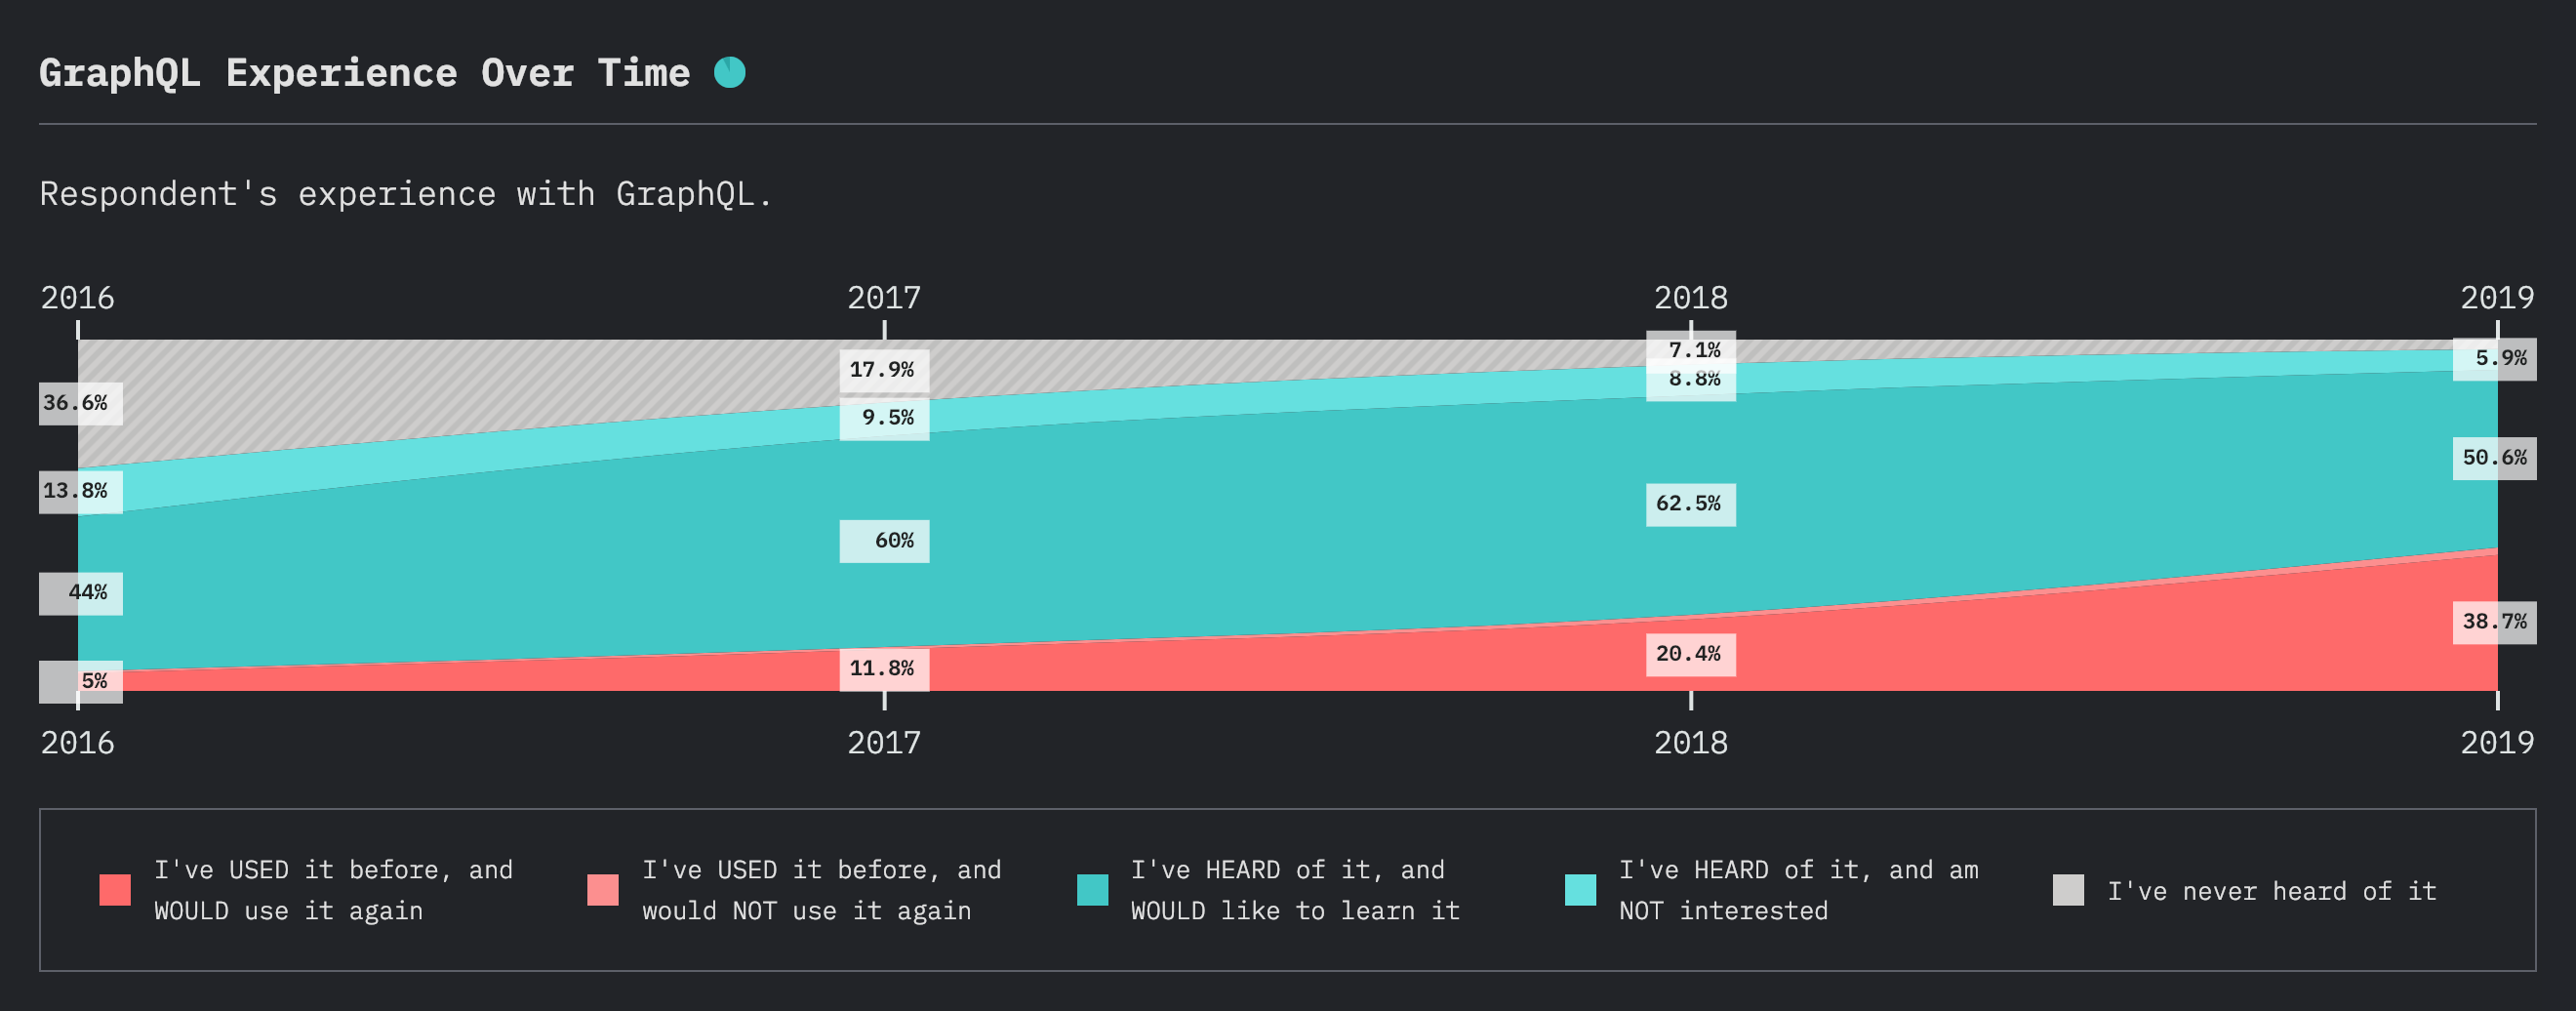 GraphQL Experience Over Time
Respondent's experience with GraphQL.
2016 2017 2018 2019
36.6% 17.9% 7.1% 5.9%
13.8% 9.5% 8.8% 50.6%
44% 60% 62.5% 38.7%
5% 11.8% 20.4%
2016 2017 2018 2019
I've USED it before, and
WOULD use it again
I've USED it before, and
would NOT use it again
I've HEARD of it, and
WOULD like to learn it
I've HEARD of it, and am
NOT interested
I've never heard of it